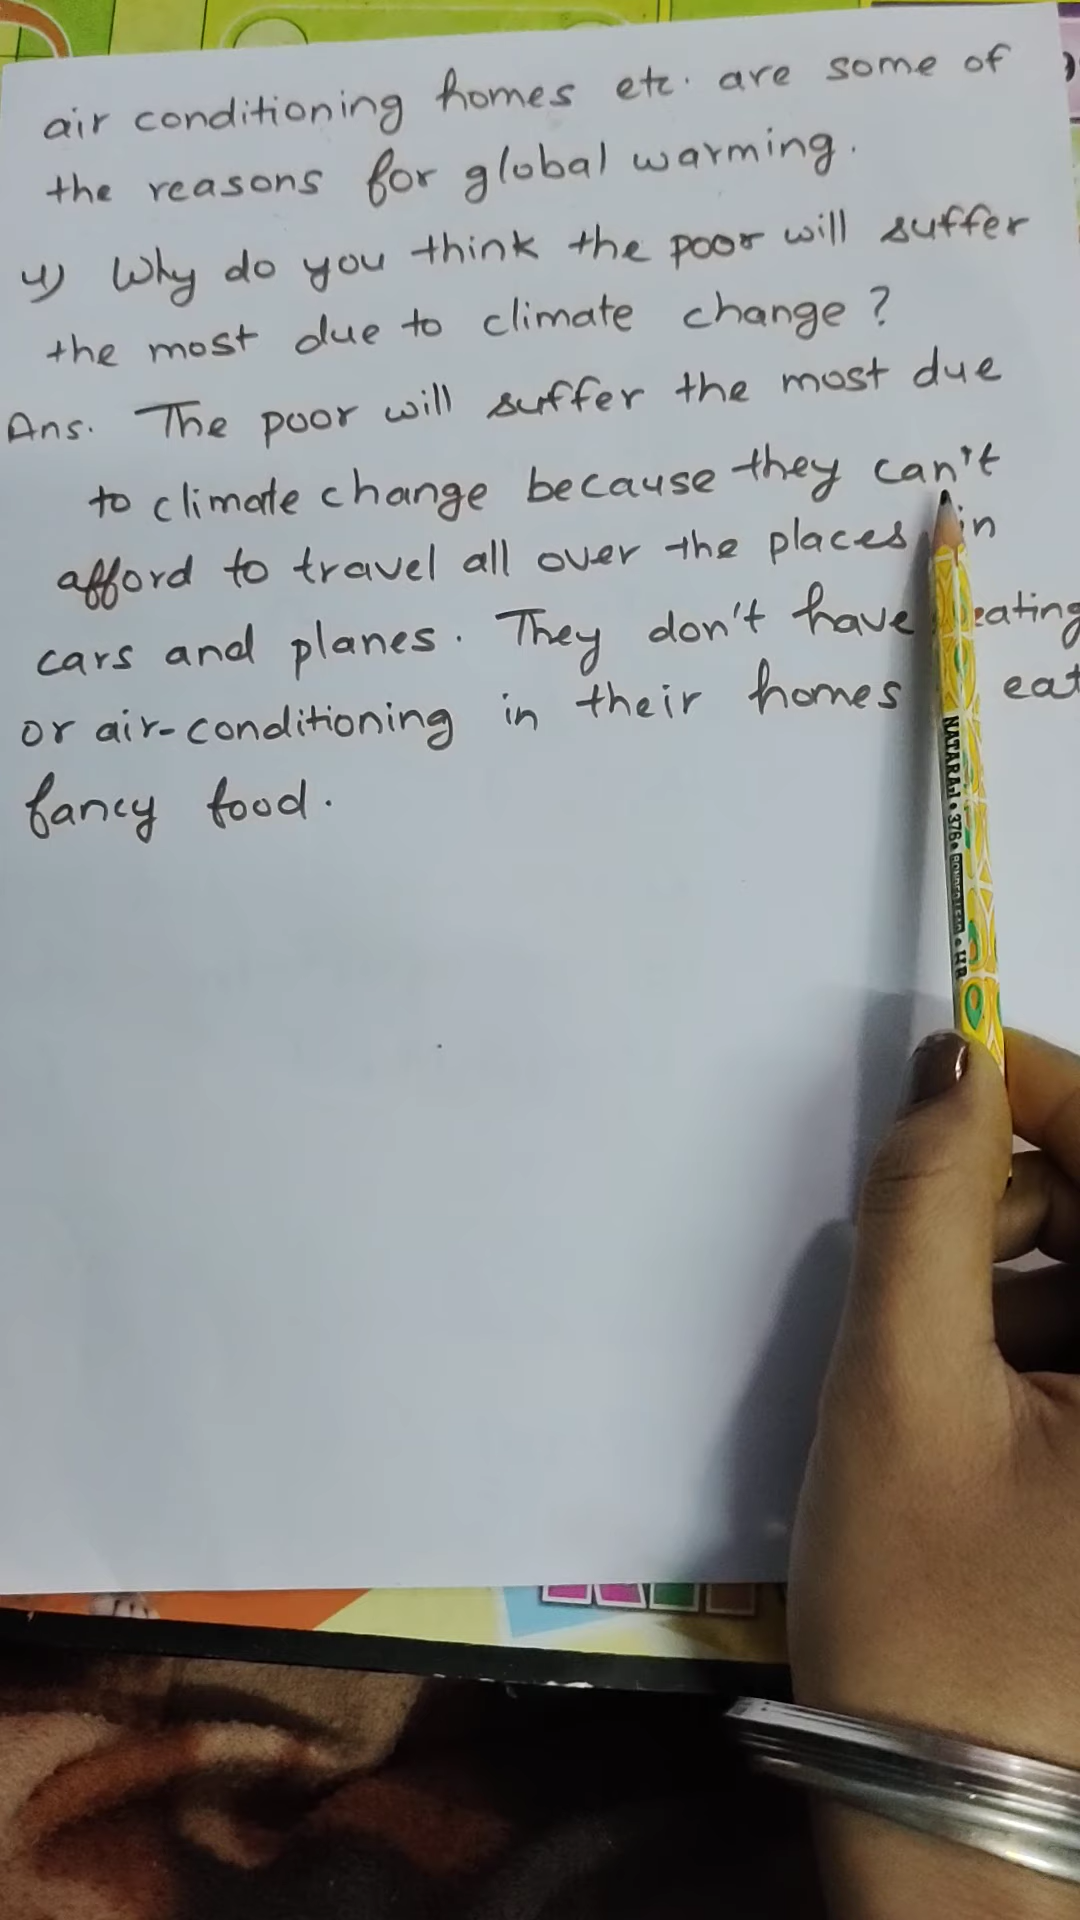 air conditioning homes etc. are some of
the reasons for global warming.
4) Why do you think the poor will suffer
the most due to climate change?
Ans. The poor will suffer the most due
to climate change because they can't
afford to travel all over the places in
cars and planes. They don't have eating
or air-conditioning in their homes eat
fancy food.
NATARAJ • 376 • BONDED LEAD • HB